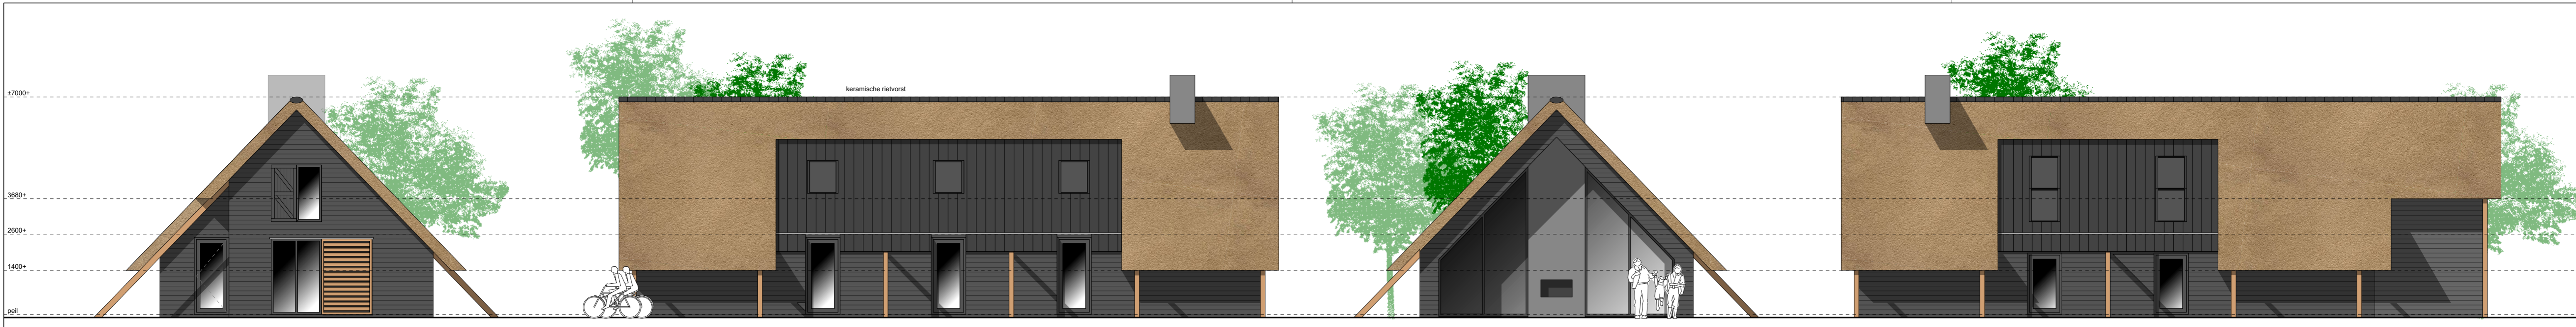 keramische rietvorst
±7000+
3680+
2600+
1400+
peil